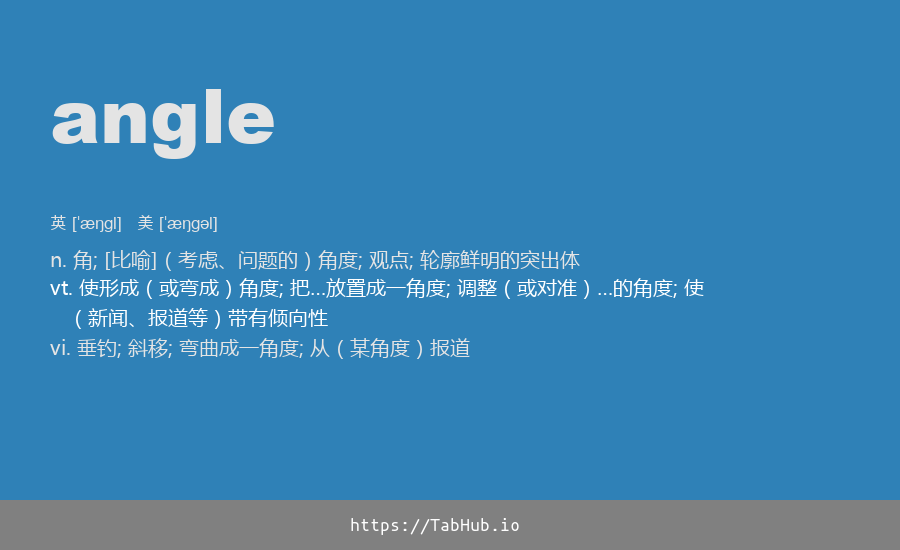 angle
英 ['æŋgl] 美 ['æŋgəl]
n. 角; [比喻] ( 考虑、问题的 ) 角度; 观点; 轮廓鲜明的突出体
vt. 使形成 ( 或弯成 ) 角度; 把...放置成一角度; 调整 ( 或对准 ) ...的角度; 使
( 新闻、报道等 ) 带有倾向性
vi. 垂钓; 斜移; 弯曲成一角度; 从 ( 某角度 ) 报道
https://TabHub.io